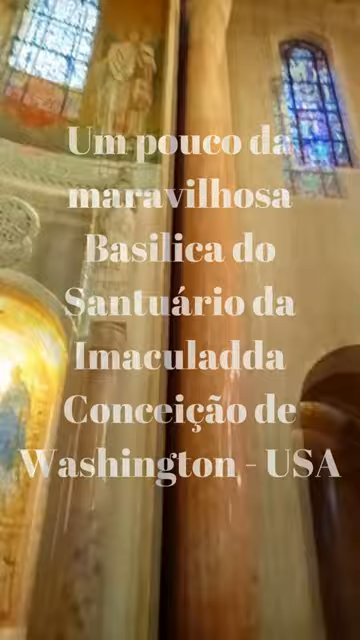 Um pouco da
maravilhosa
Basilica do
Santuário da
Imaculadda
Conceição de
Washington - USA